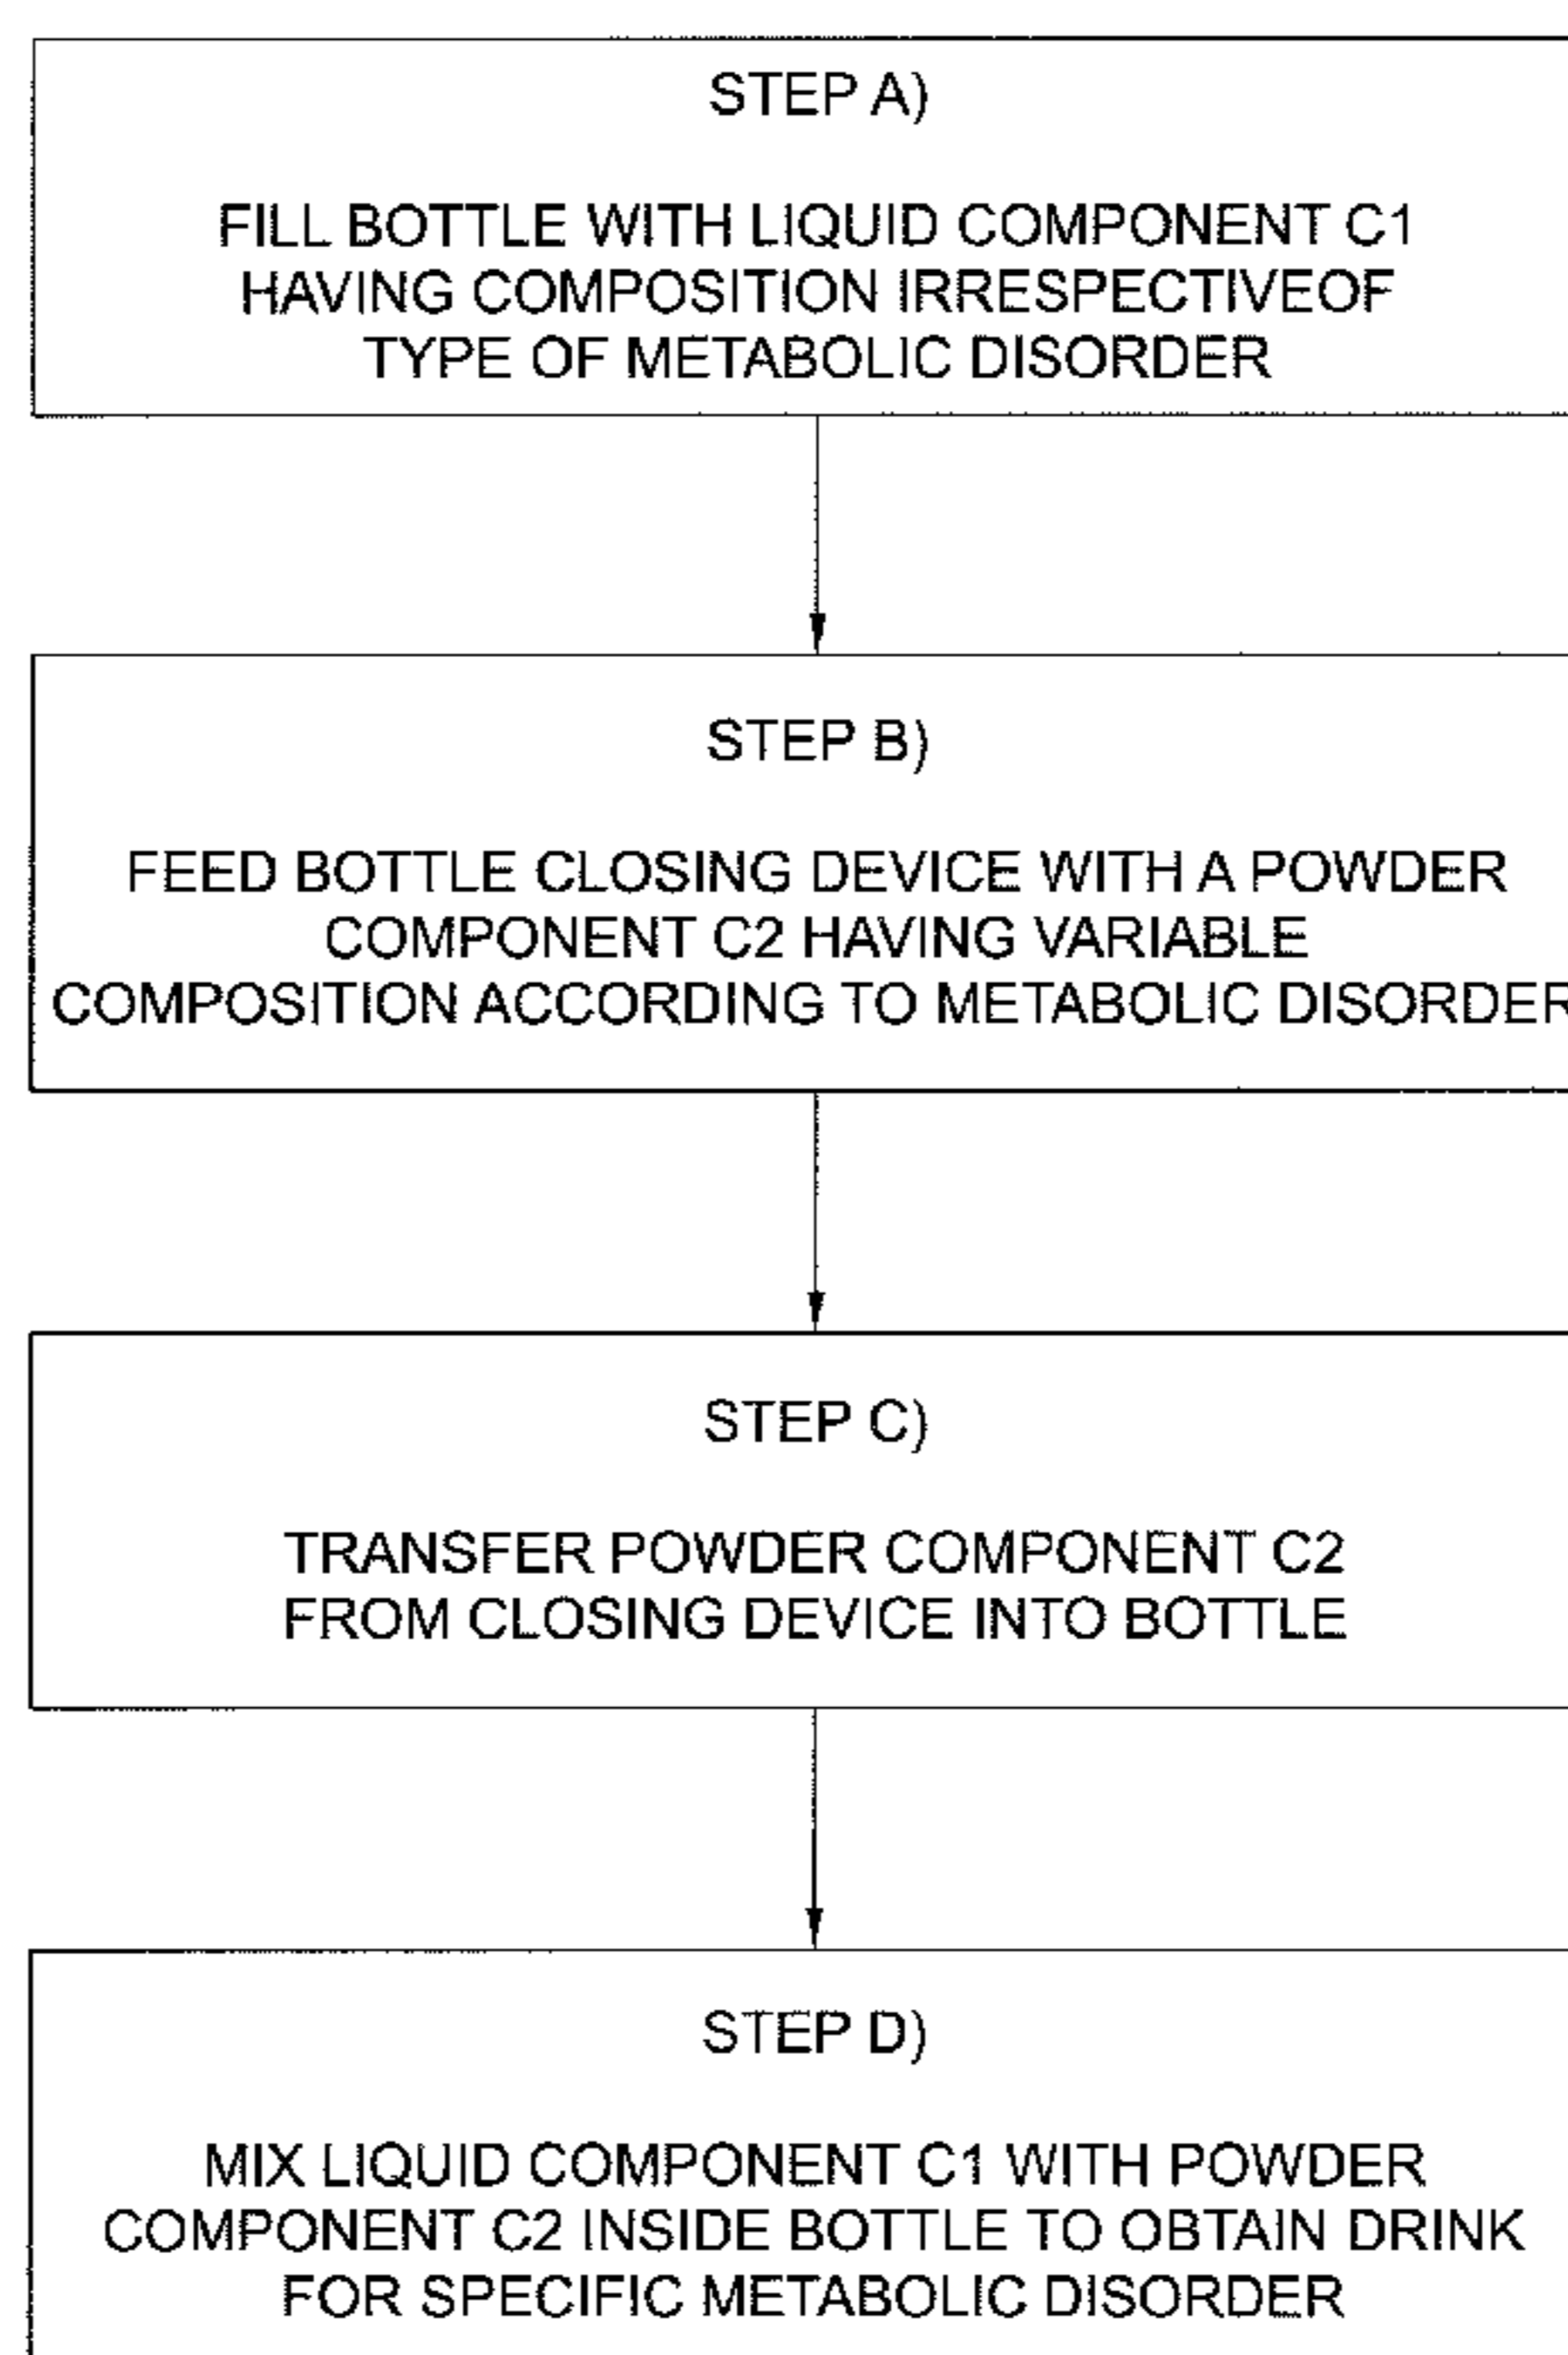 STEP A)
FILL BOTTLE WITH LIQUID COMPONENT C1
HAVING COMPOSITION IRRESPECTIVEOF
TYPE OF METABOLIC DISORDER
STEP B)
FEED BOTTLE CLOSING DEVICE WITH A POWDER
COMPONENT C2 HAVING VARIABLE
COMPOSITION ACCORDING TO METABOLIC DISORDER
STEP C)
TRANSFER POWDER COMPONENT C2
FROM CLOSING DEVICE INTO BOTTLE
STEP D)
MIX LIQUID COMPONENT C1 WITH POWDER
COMPONENT C2 INSIDE BOTTLE TO OBTAIN DRINK
FOR SPECIFIC METABOLIC DISORDER